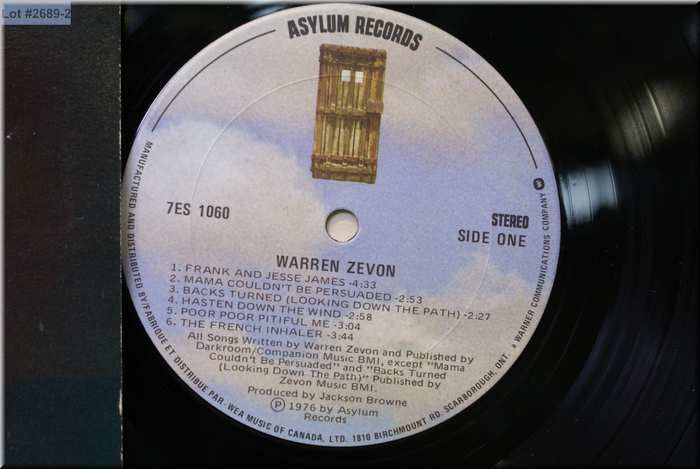 Lot #2689-2
ASYLUM RECORDS
7ES 1060
STEREO
SIDE ONE
WARREN ZEVON
1. FRANK AND JESSE JAMES -4:33
2. MAMA COULDN'T BE PERSUADED -2:53
3. BACKS TURNED (LOOKING DOWN THE PATH) -2:27
4. HASTEN DOWN THE WIND -2:58
5. POOR POOR PITIFUL ME -3:04
6. THE FRENCH INHALER -3:44
All Songs Written by Warren Zevon and Published by
Darkroom/Companion Music BMI, except "Mama
Couldn't Be Persuaded" and "Backs Turned
(Looking Down The Path)" Published by
Zevon Music BMI.
Produced by Jackson Browne
Ⓟ 1976 by Asylum
Records
MANUFACTURED AND DISTRIBUTED BY/FABRIQUE ET DISTRIBUE PAR-WEA MUSIC OF CANADA, LTD. 1810 BIRCHMOUNT RD. SCARBOROUGH, ONT. ● WARNER COMMUNICATIONS COMPANY